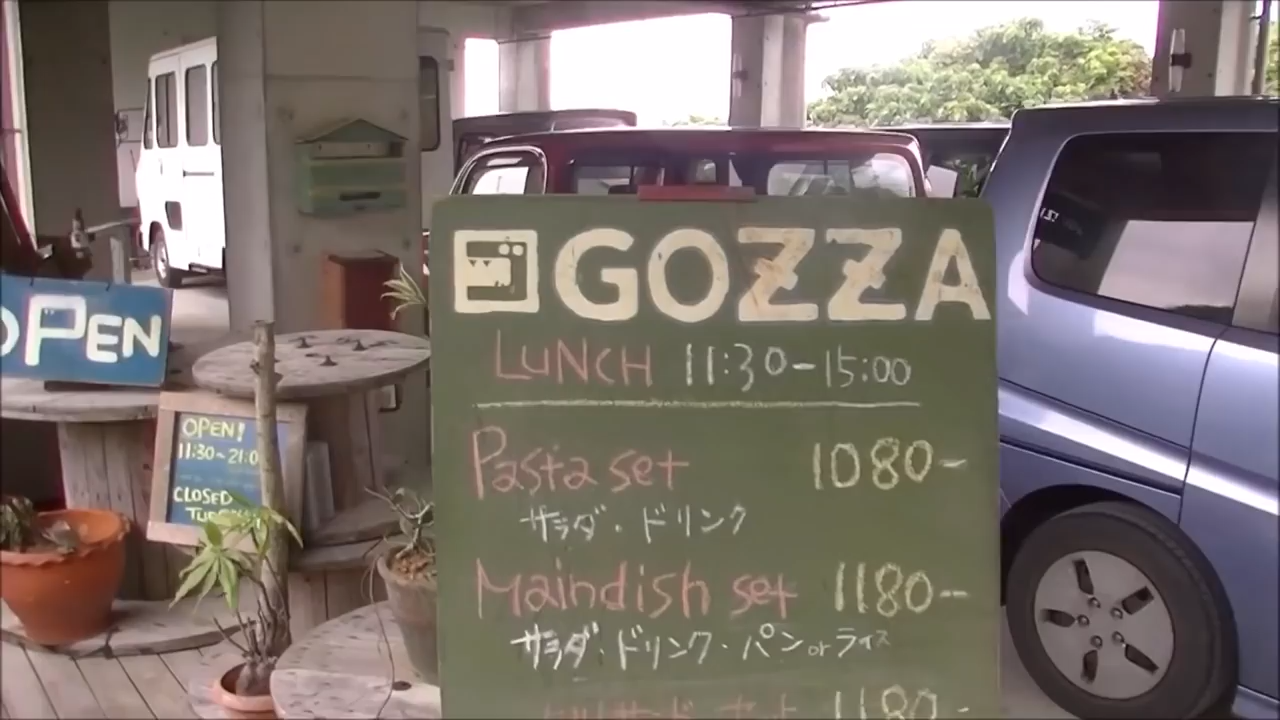 GOZZA
LUNCH 11:30-15:00
Pasta set 1080-
サラダ・ドリンク
Maindish set 1180-
サラダ・ドリンク・パン or ライス
1180-
OPEN
OPEN!
11:30~21:0
CLOSED